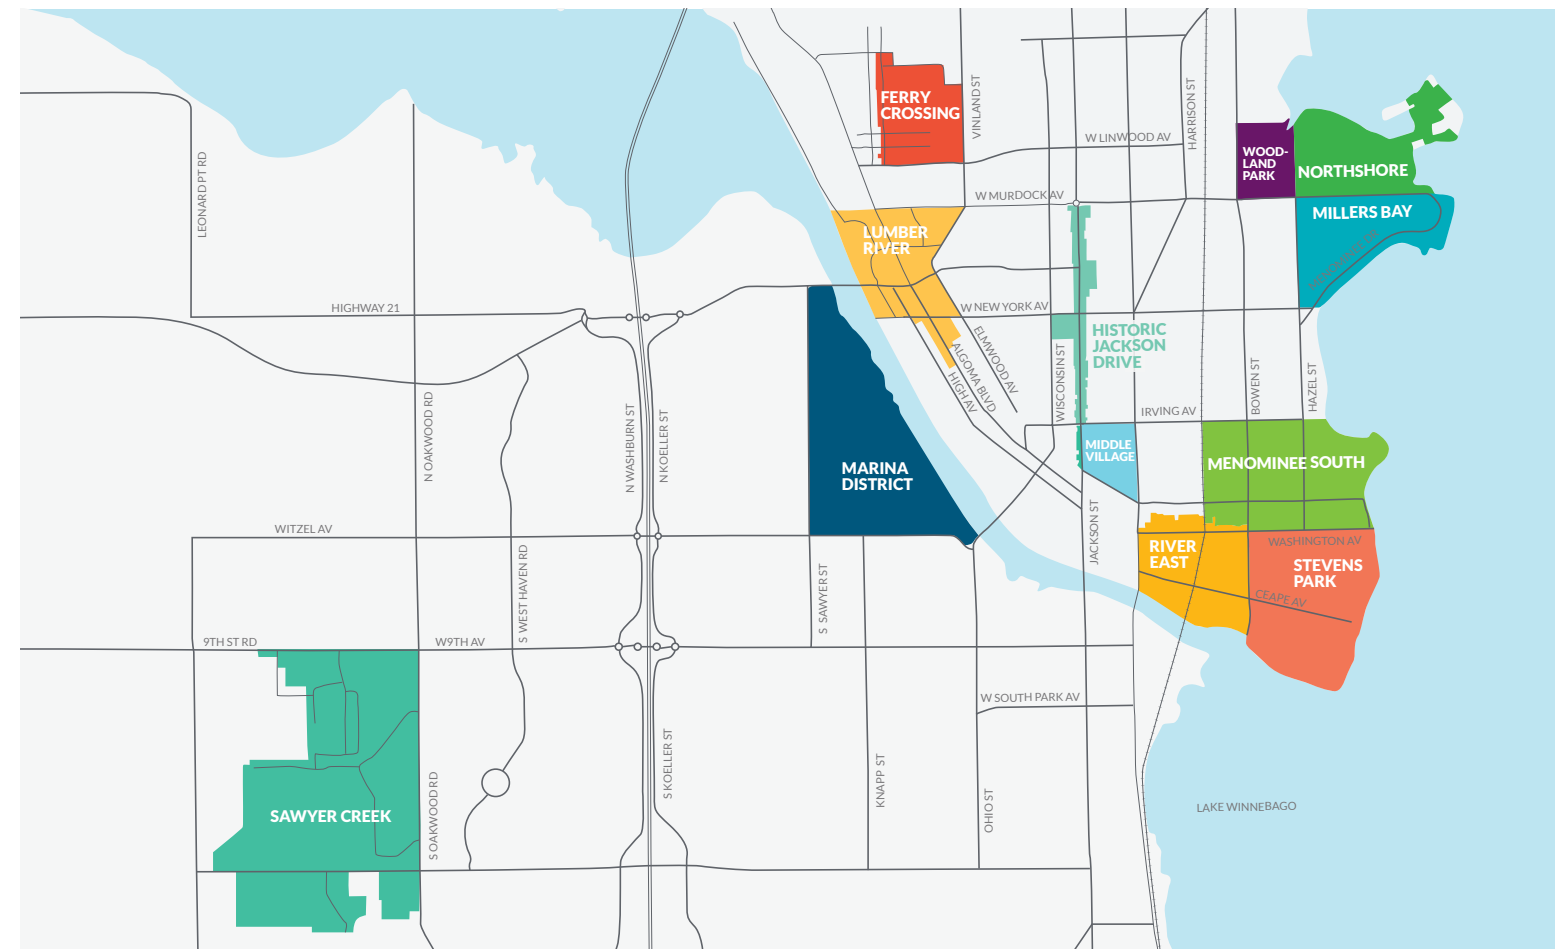 FERRY
CROSSING
VINLAND ST
HARRISON ST
W LINWOOD AV
WOOD-
LAND
PARK
NORTHSHORE
LEONARD PT RD
W MURDOCK AV
MILLERS BAY
LUMBER
RIVER
HIGHWAY 21
W NEW YORK AV
HISTORIC
JACKSON
DRIVE
ELMWOOD AV
ALGOMA BLVD
HIGH AV
WISCONSIN ST
BOWEN ST
HAZEL ST
IRVING AV
N OAKWOOD RD
N WASHBURN ST
N KOELLER ST
MIDDLE
VILLAGE
MARINA
DISTRICT
MENOMINEE SOUTH
WITZEL AV
JACKSON ST
RIVER
EAST
WASHINGTON AV
STEVENS
PARK
CEAPE AV
S WEST HAVEN RD
S SAWYER ST
9TH ST RD
W9TH AV
W SOUTH PARK AV
S KOELLER ST
KNAPP ST
OHIO ST
S OAKWOOD RD
SAWYER CREEK
LAKE WINNEBAGO